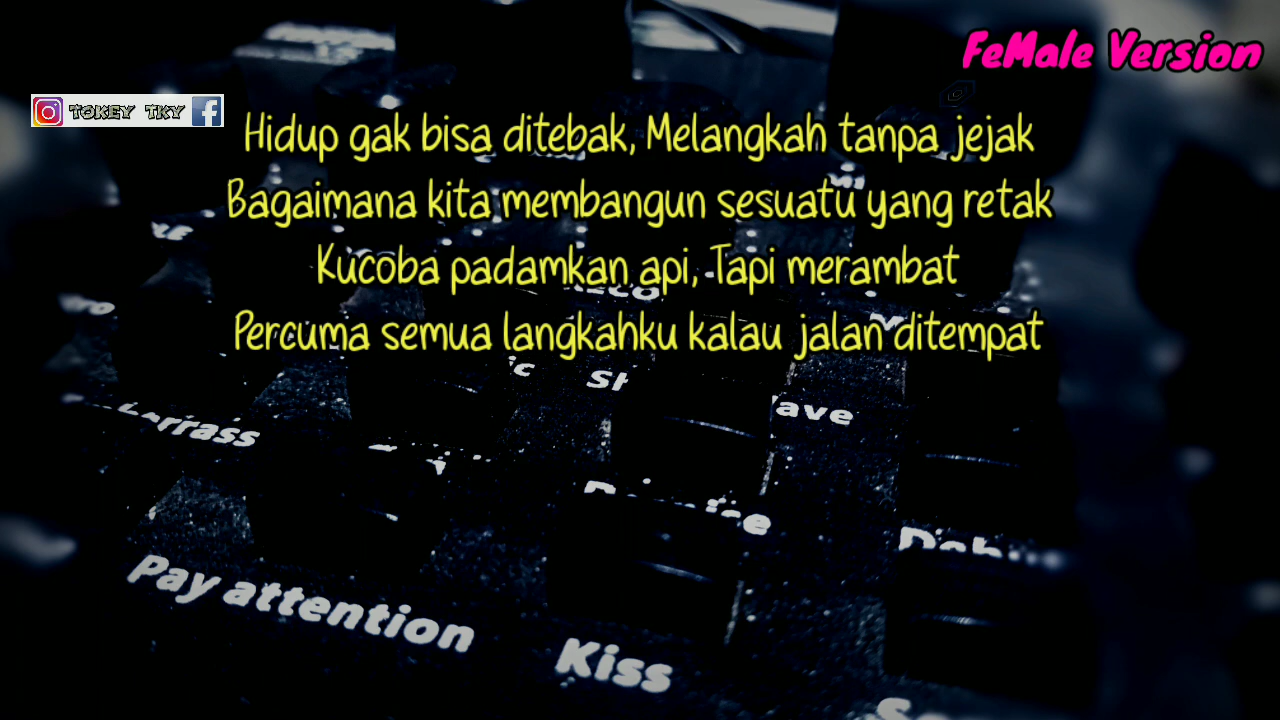 FeMale Version
TOKEY TKY
Hidup gak bisa ditebak, Melangkah tanpa jejak
Bagaimana kita membangun sesuatu yang retak
Kucoba padamkan api, Tapi merambat
Percuma semua langkahku kalau jalan ditempat
Pay attention
Kiss